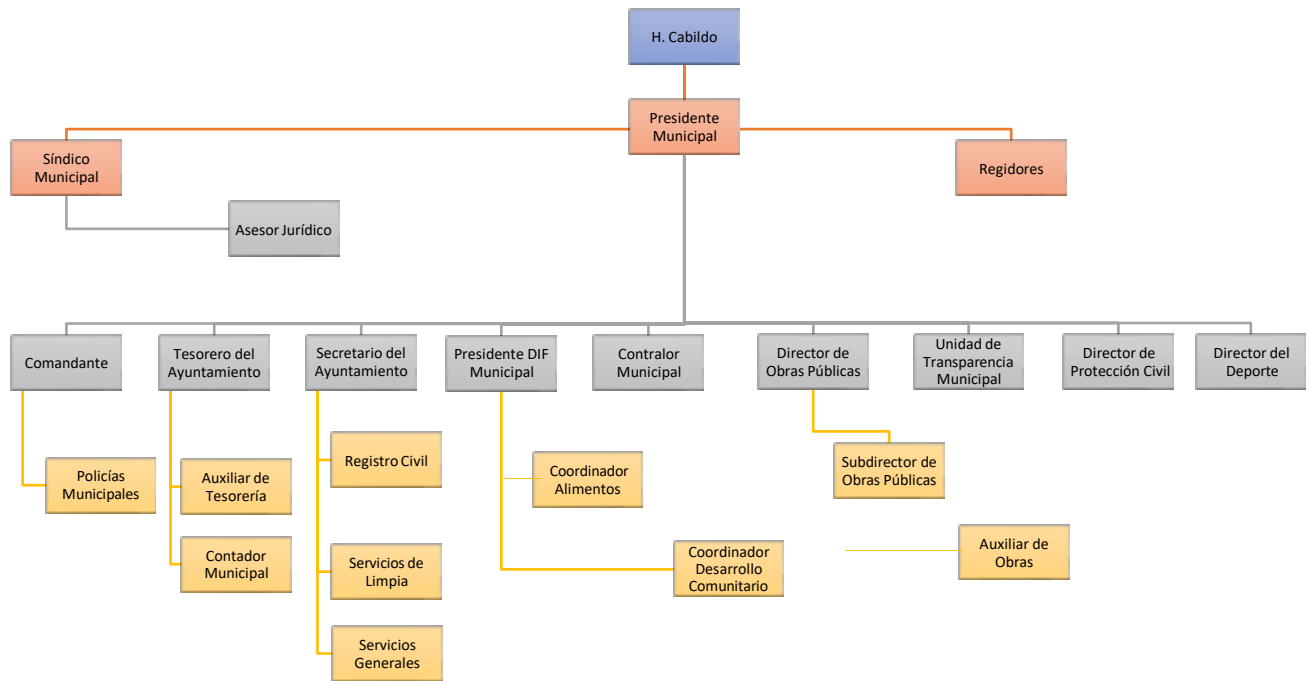 H. Cabildo
Presidente
Municipal
Síndico
Municipal
Regidores
Asesor Jurídico
Comandante
Tesorero del
Ayuntamiento
Secretario del
Ayuntamiento
Presidente DIF
Municipal
Contralor
Municipal
Director de
Obras Públicas
Unidad de
Transparencia
Municipal
Director de
Protección Civil
Director del
Deporte
Policías
Municipales
Auxiliar de
Tesorería
Contador
Municipal
Registro Civil
Servicios de
Limpia
Servicios
Generales
Coordinador
Alimentos
Coordinador
Desarrollo
Comunitario
Subdirector de
Obras Públicas
Auxiliar de
Obras